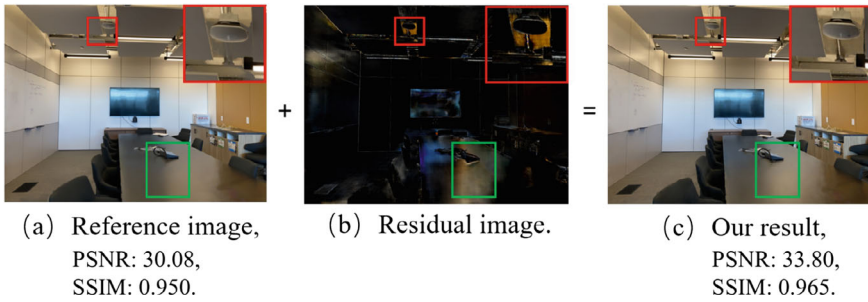 +
=
(a) Reference image,
PSNR: 30.08,
SSIM: 0.950.
(b) Residual image.
(c) Our result,
PSNR: 33.80,
SSIM: 0.965.